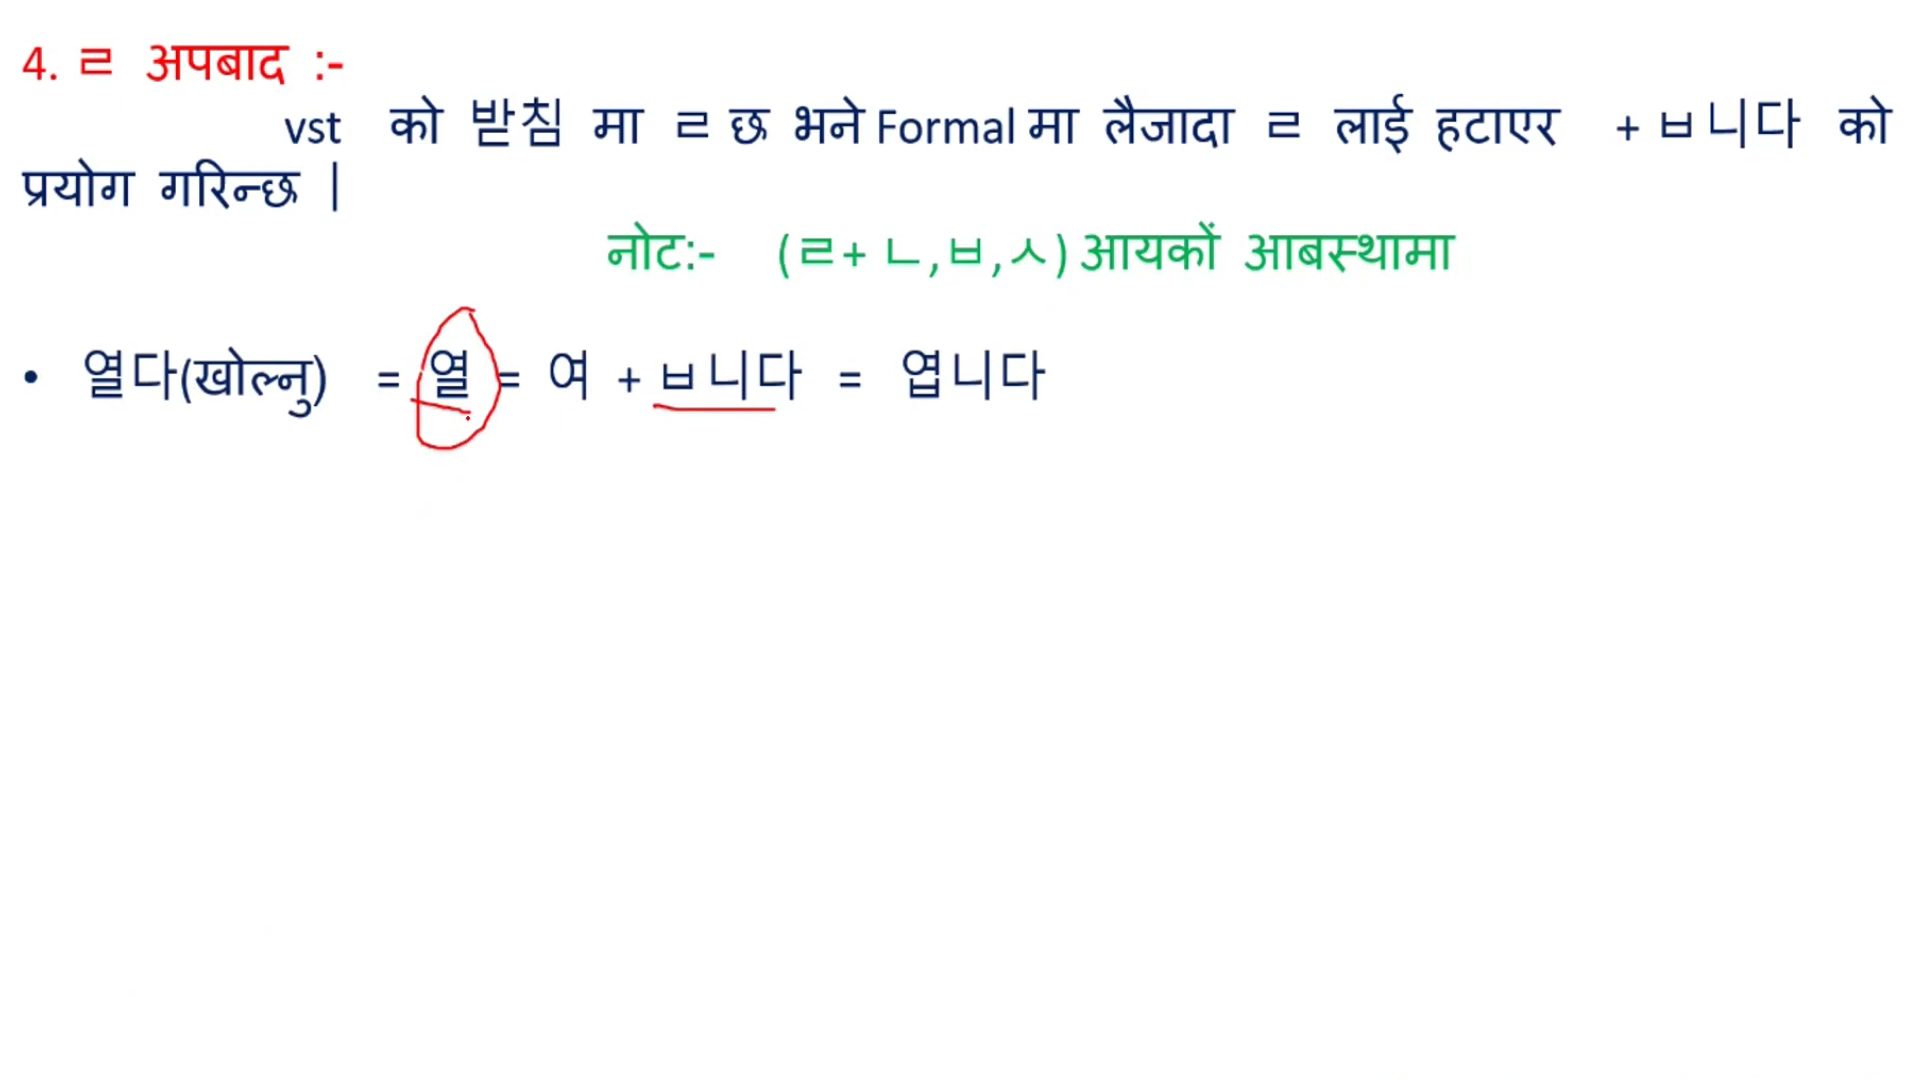 4. ㄹ अपबाद :-
vst को 받침 मा ㄹ छ भने Formal मा लैजादा ㄹ लाई हटाएर + ㅂ니다 को
प्रयोग गरिन्छ |
नोट:- (ㄹ+ ㄴ,ㅂ,ㅅ) आयकों आबस्थामा
• 열다(खोल्नु) = 열 = 여 + ㅂ니다 = 엽니다